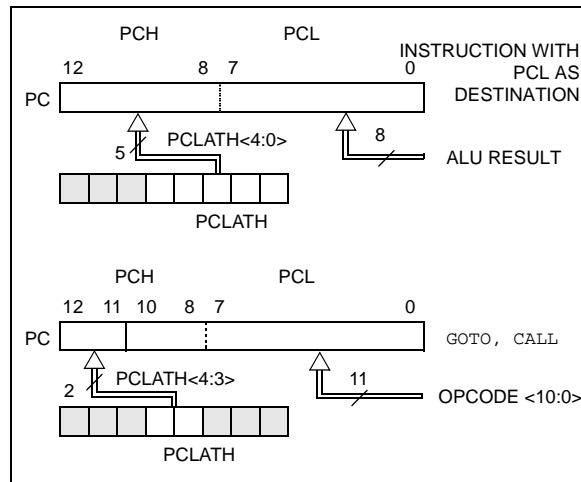 PCH PCL
12 8 7 0
INSTRUCTION WITH
PCL AS
DESTINATION
PC
PCLATH<4:0>
5
8
ALU RESULT
PCLATH
PCH PCL
12 11 10 8 7 0
PC
GOTO, CALL
PCLATH<4:3>
2
11
OPCODE <10:0>
PCLATH